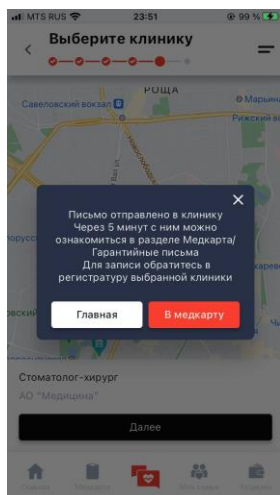 MTS RUS 23:51 99 %
Выберите клинику
РОЩА
Савеловский вокзал
Марьин
Рижский во
Письмо отправлено в клинику
Через 5 минут с ним можно
ознакомиться в разделе Медкарта/
Гарантийные письма
Для записи обратитесь в
регистратуру выбранной клиники
Главная
В медкарту
Стоматолог-хирург
АО "Медицина"
Далее
Главная